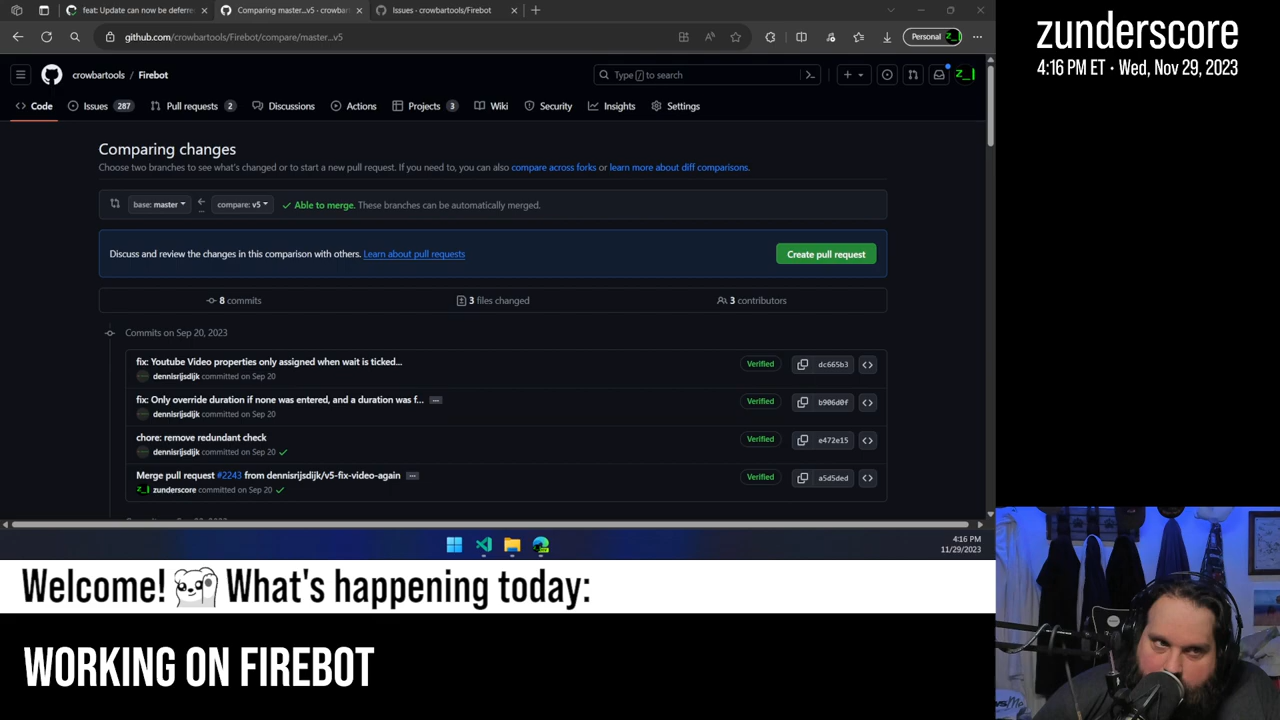 feat: Update can now be deferre
Comparing master...v5 · crowbar
Issues · crowbartools/Firebot
github.com/crowbartools/Firebot/compare/master...v5
Personal
crowbartools / Firebot
Type / to search
Code
Issues 287
Pull requests 2
Discussions
Actions
Projects 3
Wiki
Security
Insights
Settings
Comparing changes
Choose two branches to see what's changed or to start a new pull request. If you need to, you can also compare across forks or learn more about diff comparisons.
base: master
...
compare: v5
Able to merge. These branches can be automatically merged.
Discuss and review the changes in this comparison with others. Learn about pull requests
Create pull request
8 commits
3 files changed
3 contributors
Commits on Sep 20, 2023
fix: Youtube Video properties only assigned when wait is ticked...
dennisrijsdijk committed on Sep 20
Verified
dc665b3
fix: Only override duration if none was entered, and a duration was f... ...
dennisrijsdijk committed on Sep 20
Verified
b906d0f
chore: remove redundant check
dennisrijsdijk committed on Sep 20
Verified
e472e15
Merge pull request #2243 from dennisrijsdijk/v5-fix-video-again ...
zunderscore committed on Sep 20
Verified
a5d5ded
4:16 PM
11/29/2023
zunderscore
4:16 PM ET • Wed, Nov 29, 2023
Welcome! What's happening today:
WORKING ON FIREBOT